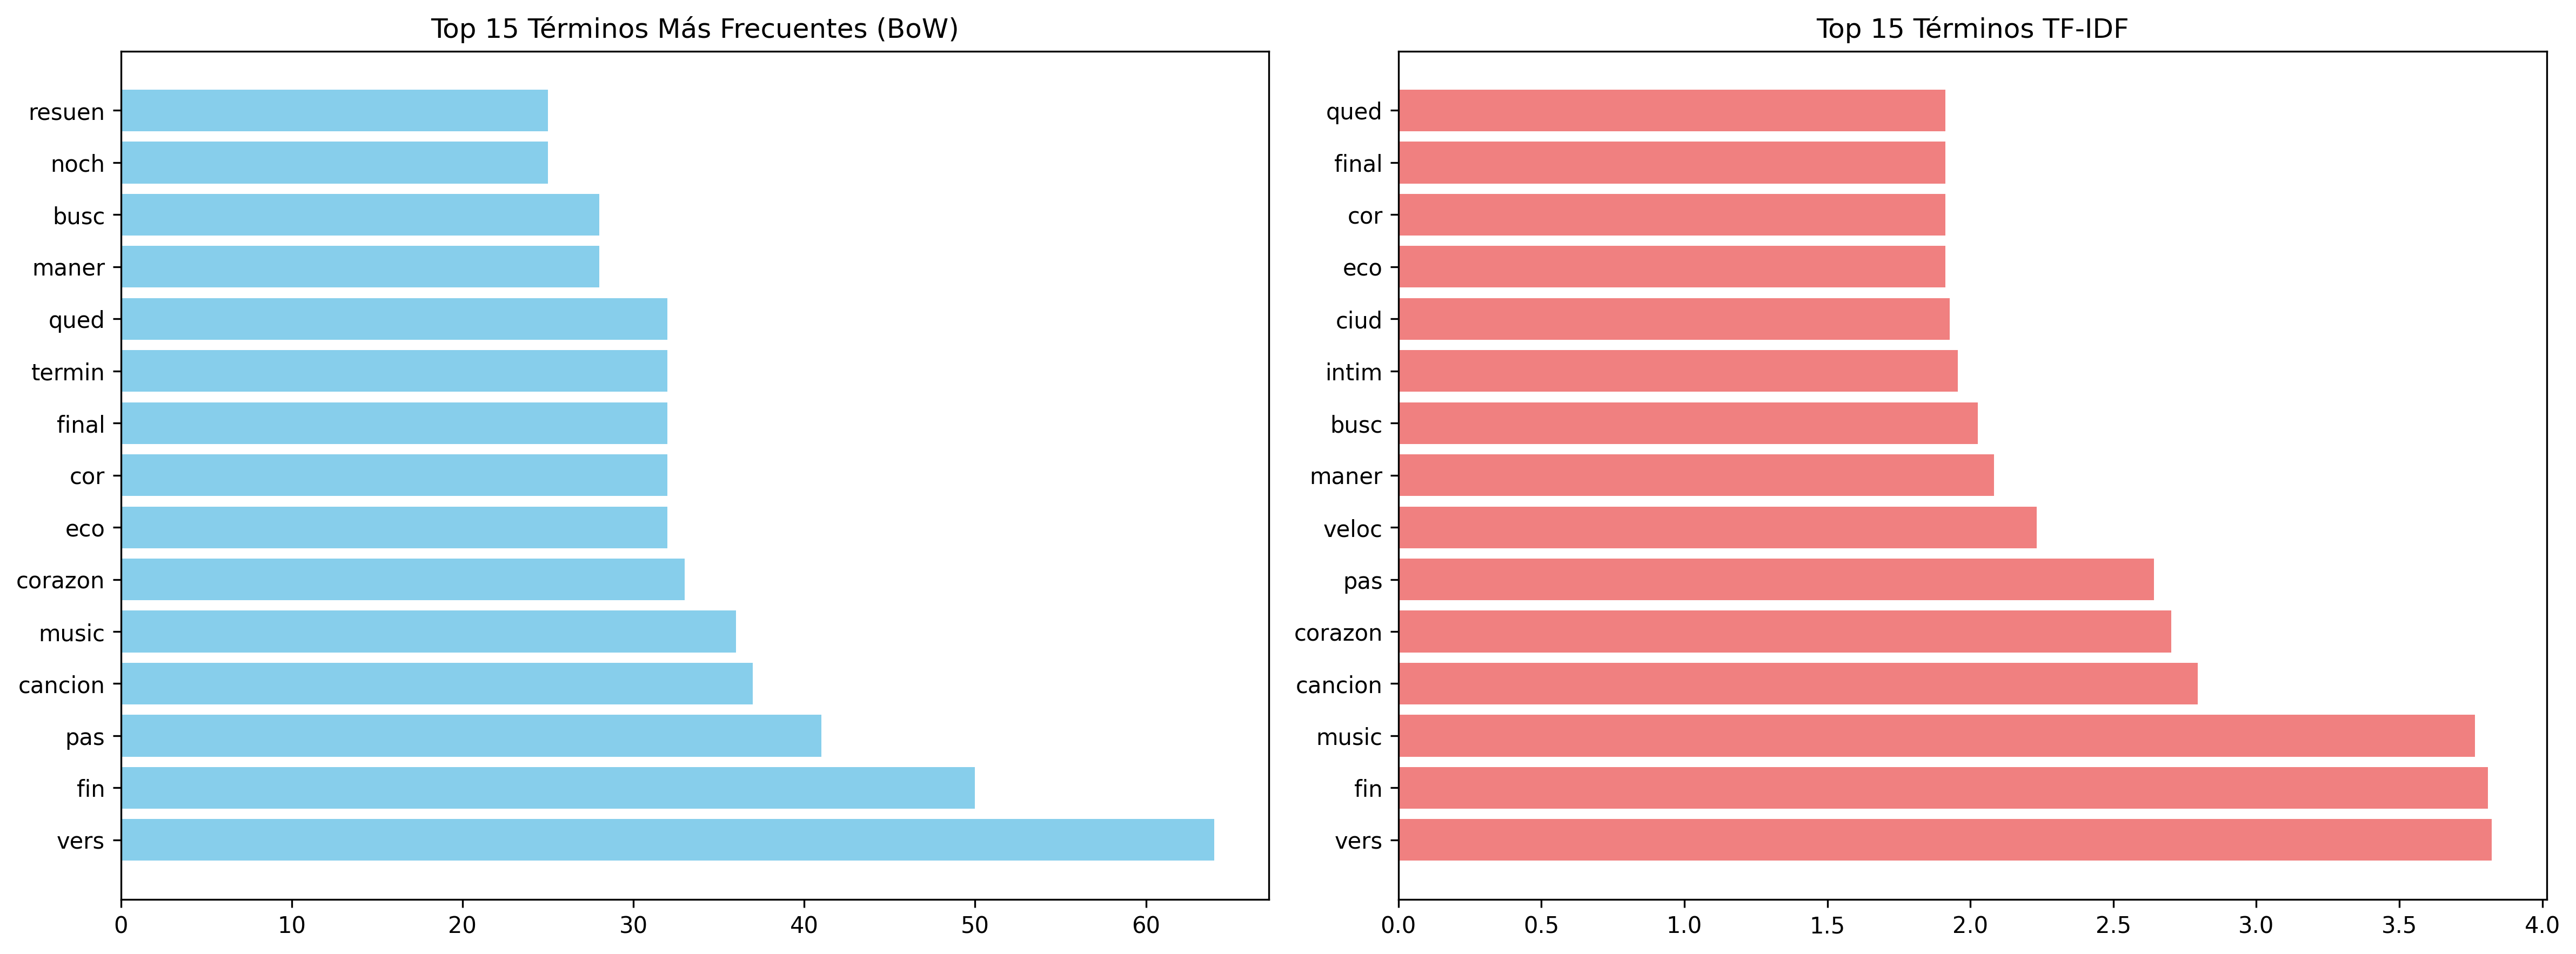 Top 15 Términos Más Frecuentes (BoW)
resuen
noch
busc
maner
qued
termin
final
cor
eco
corazon
music
cancion
pas
fin
vers
0 10 20 30 40 50 60
Top 15 Términos TF-IDF
qued
final
cor
eco
ciud
intim
busc
maner
veloc
pas
corazon
cancion
music
fin
vers
0.0 0.5 1.0 1.5 2.0 2.5 3.0 3.5 4.0